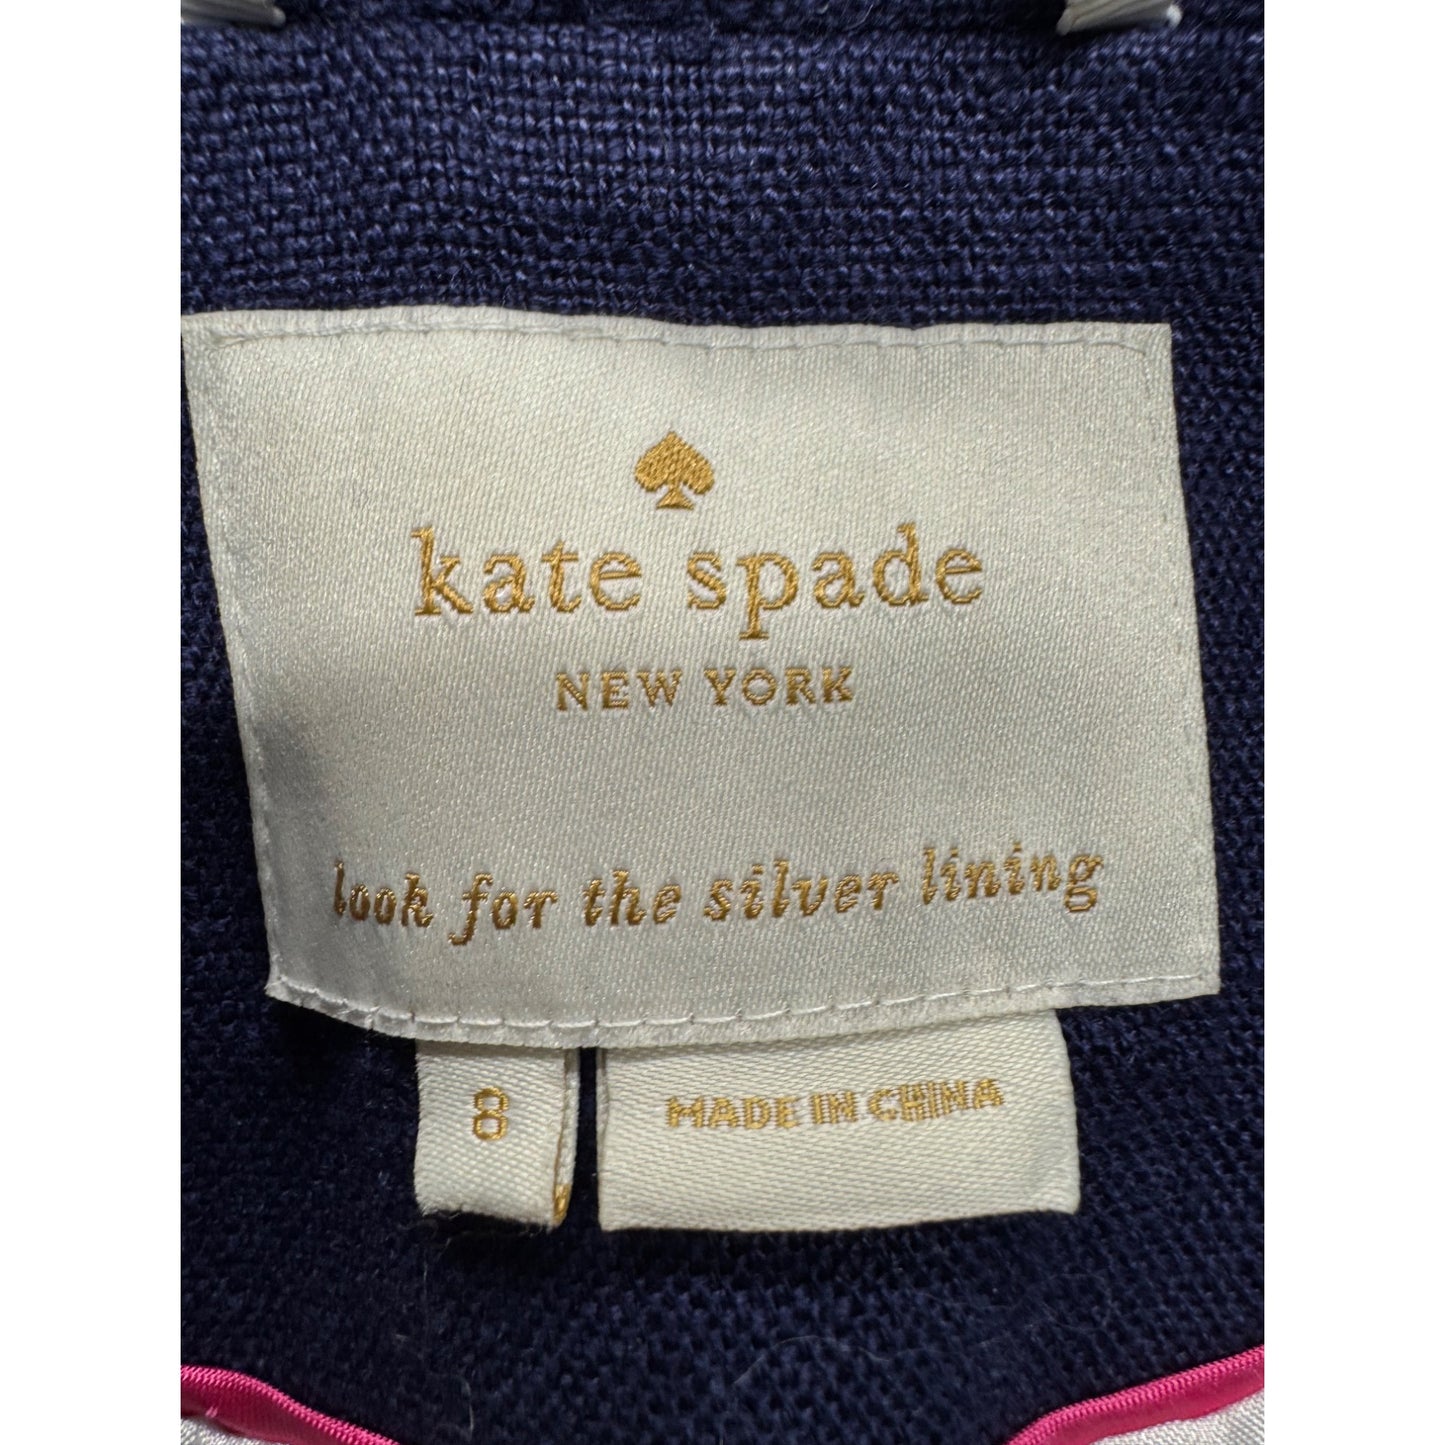 kate spade
NEW YORK
look for the silver lining
8
MADE IN CHINA